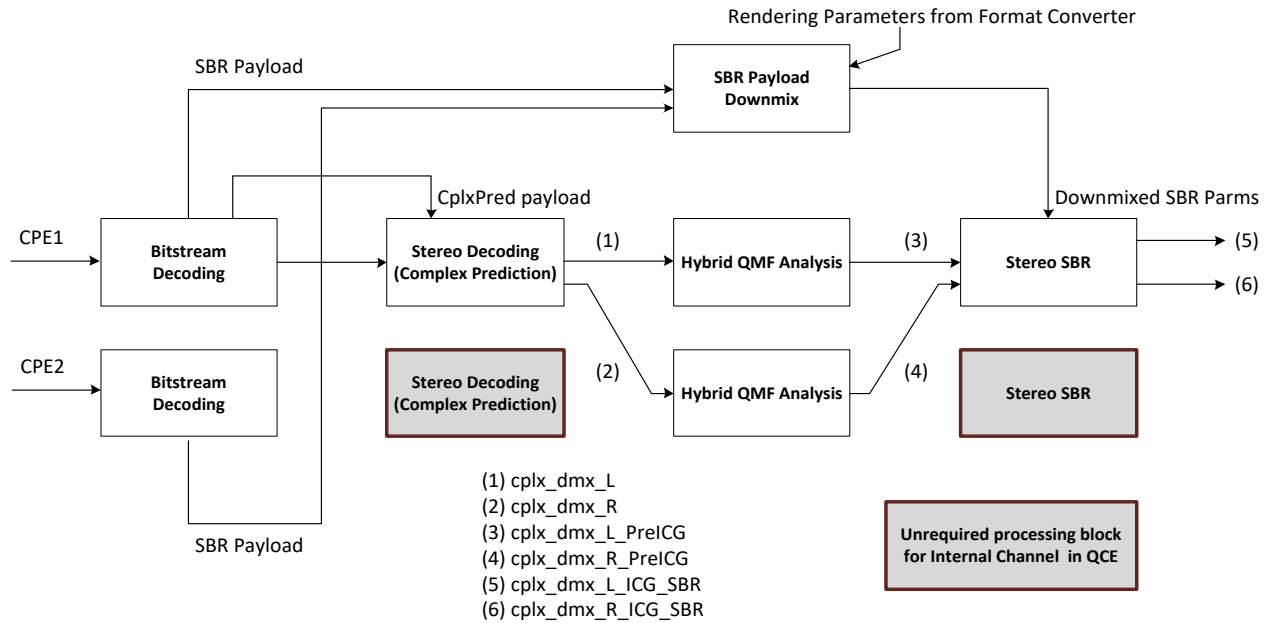 Rendering Parameters from Format Converter
SBR Payload
SBR Payload
Downmix
CplxPred payload
Downmixed SBR Parms
CPE1
Bitstream
Decoding
Stereo Decoding
(Complex Prediction)
(1)
Hybrid QMF Analysis
(3)
Stereo SBR
(5)
(6)
CPE2
Bitstream
Decoding
Stereo Decoding
(Complex Prediction)
(2)
Hybrid QMF Analysis
(4)
Stereo SBR
SBR Payload
(1) cplx_dmx_L
(2) cplx_dmx_R
(3) cplx_dmx_L_PreICG
(4) cplx_dmx_R_PreICG
(5) cplx_dmx_L_ICG_SBR
(6) cplx_dmx_R_ICG_SBR
Unrequired processing block
for Internal Channel in QCE